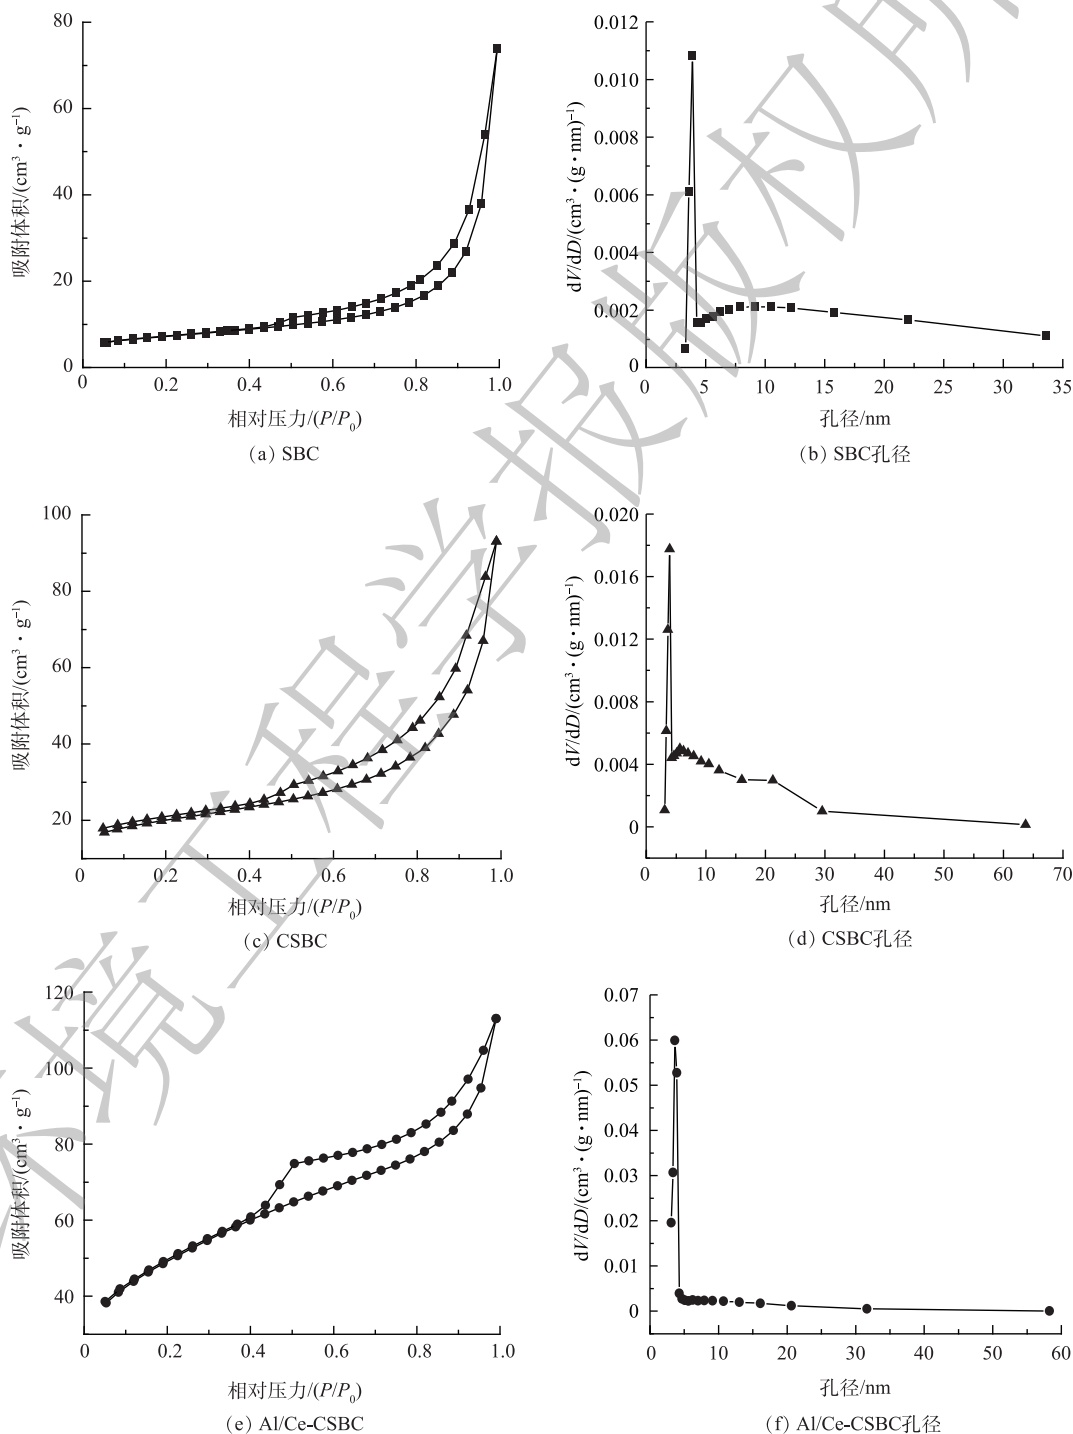 80
60
40
20
0
吸附体积/(cm³·g⁻¹)
0 0.2 0.4 0.6 0.8 1.0
相对压力/(P/P₀)
(a) SBC
0.012
0.010
0.008
0.006
0.004
0.002
0
dV/dD/(cm³·(g·nm)⁻¹)
0 5 10 15 20 25 30 35
孔径/nm
(b) SBC孔径
100
80
60
40
20
吸附体积/(cm³·g⁻¹)
0 0.2 0.4 0.6 0.8 1.0
相对压力/(P/P₀)
(c) CSBC
0.020
0.016
0.012
0.008
0.004
0
dV/dD/(cm³·(g·nm)⁻¹)
0 10 20 30 40 50 60 70
孔径/nm
(d) CSBC孔径
120
100
80
60
40
吸附体积/(cm³·g⁻¹)
0 0.2 0.4 0.6 0.8 1.0
相对压力/(P/P₀)
(e) Al/Ce-CSBC
0.07
0.06
0.05
0.04
0.03
0.02
0.01
0
dV/dD/(cm³·(g·nm)⁻¹)
0 10 20 30 40 50 60
孔径/nm
(f) Al/Ce-CSBC孔径
环境工程学报版权所